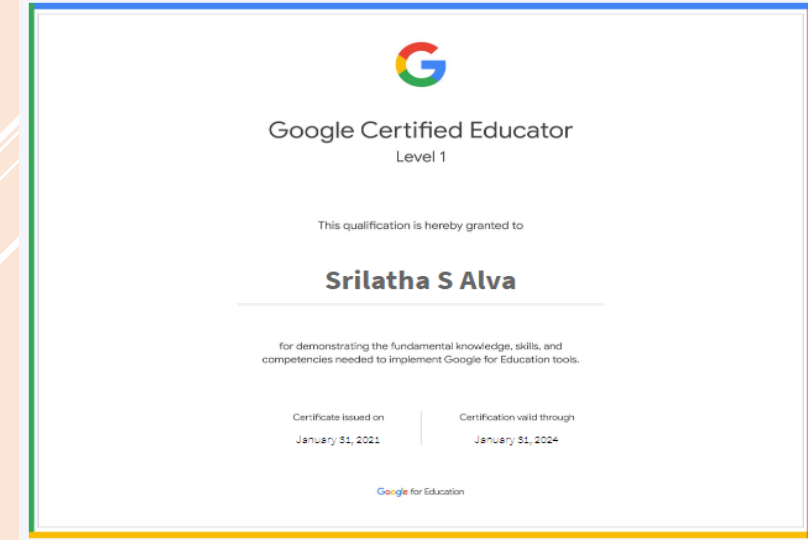 Google Certified Educator
Level 1
This qualification is hereby granted to
Srilatha S Alva
for demonstrating the fundamental knowledge, skills, and
competencies needed to implement Google for Education tools.
Certificate issued on
January 31, 2021
Certification valid through
January 31, 2024
Google for Education